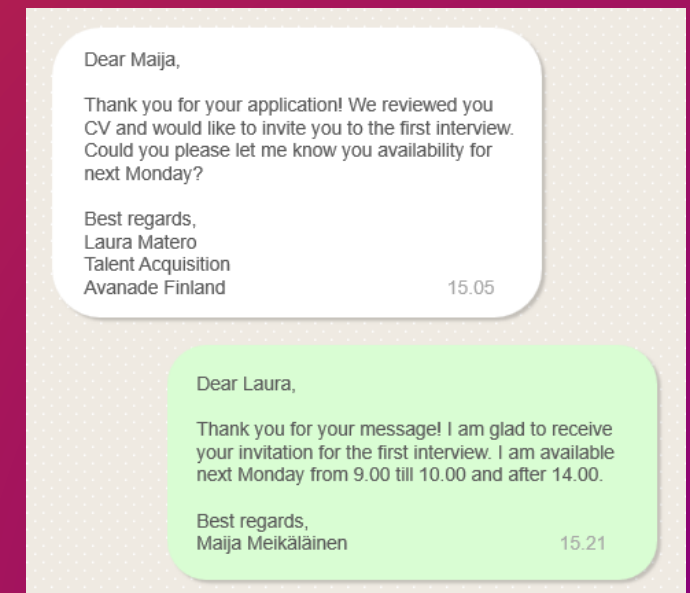 Dear Maija,
Thank you for your application! We reviewed you
CV and would like to invite you to the first interview.
Could you please let me know you availability for
next Monday?
Best regards,
Laura Matero
Talent Acquisition
Avanade Finland 15.05
Dear Laura,
Thank you for your message! I am glad to receive
your invitation for the first interview. I am available
next Monday from 9.00 till 10.00 and after 14.00.
Best regards,
Maija Meikäläinen 15.21